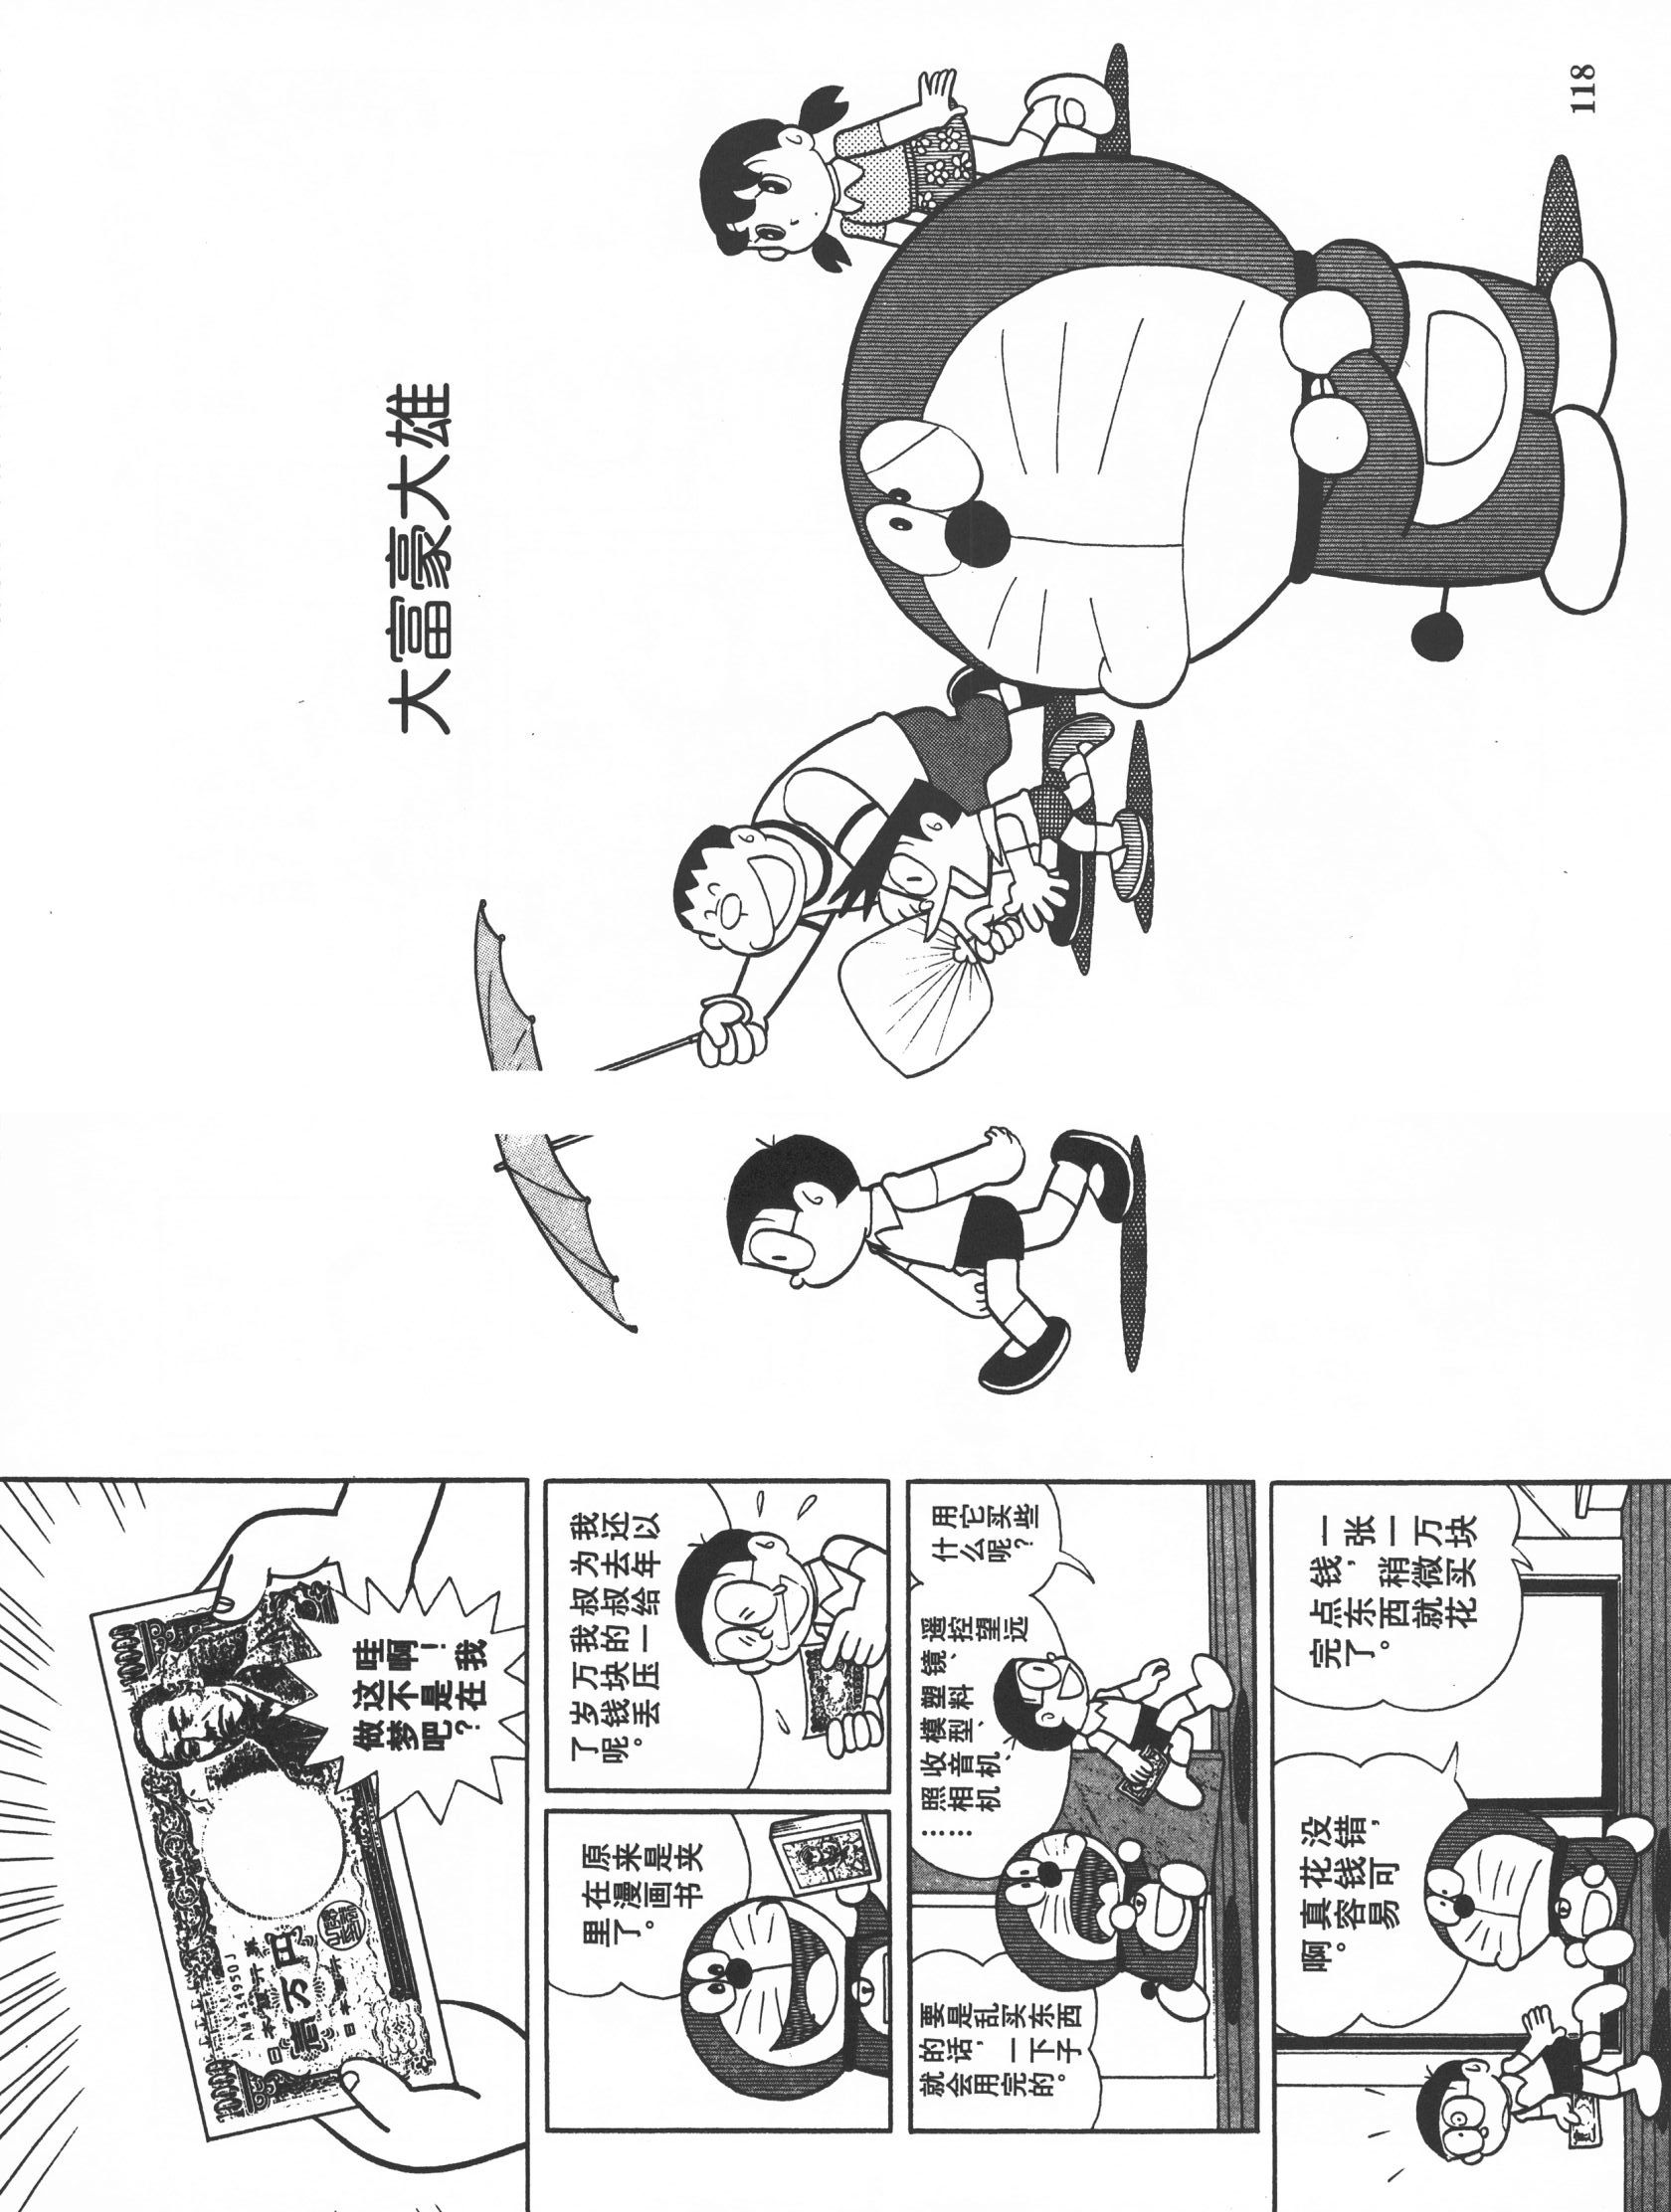 大富豪大雄
118
哇啊！我
这不是在
做梦吧?
10000
10000
我还以
为去年
叔叔给
我的一
万块压
岁钱丢
了呢。
原来是夹
在漫画书
里了。
用它买些
什么呢?
遥控望远
镜、塑料
模型、
收音机、
照相机
……
要是乱买东西
的话，一下子
就会用完的。
一张一万块
钱，稍微买
点东西就花
完了。
没错，
花钱可
真容易
啊。